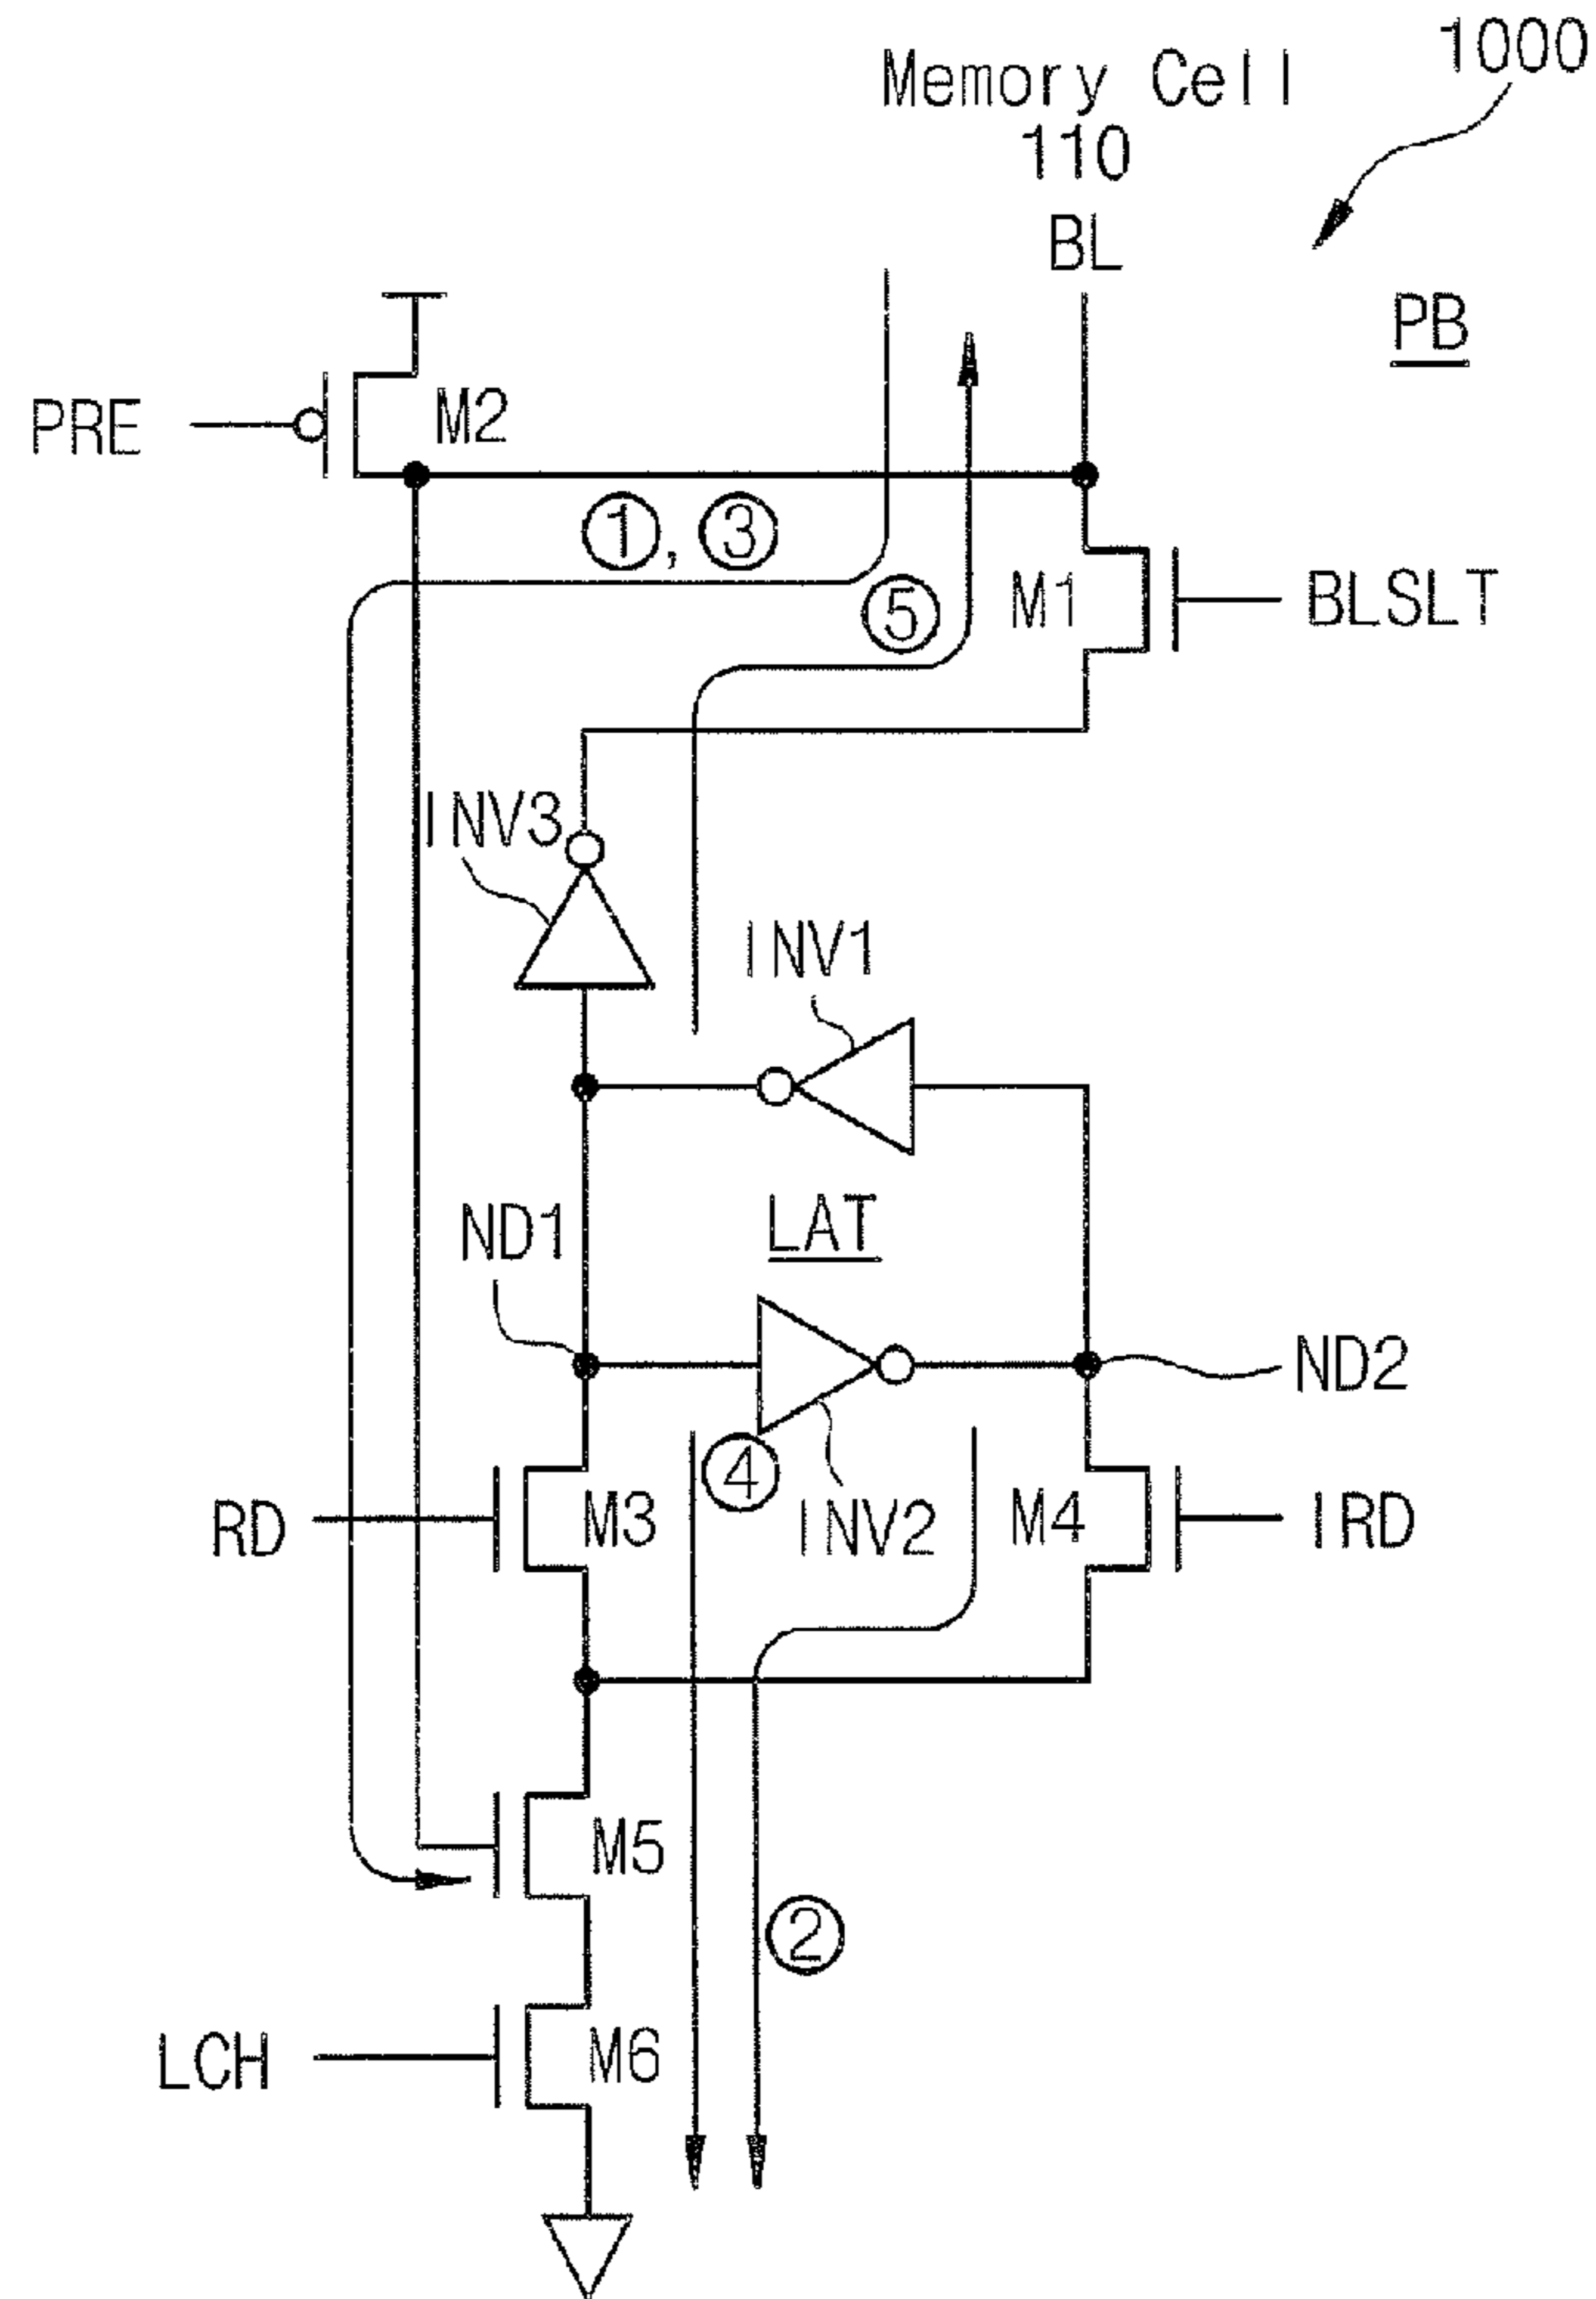 1000
Memory Cell
110
BL
PB
PRE
M2
①, ③
⑤
M1
BLSLT
INV3
INV1
ND1
LAT
ND2
④
RD
M3
INV2
M4
IRD
M5
②
LCH
M6